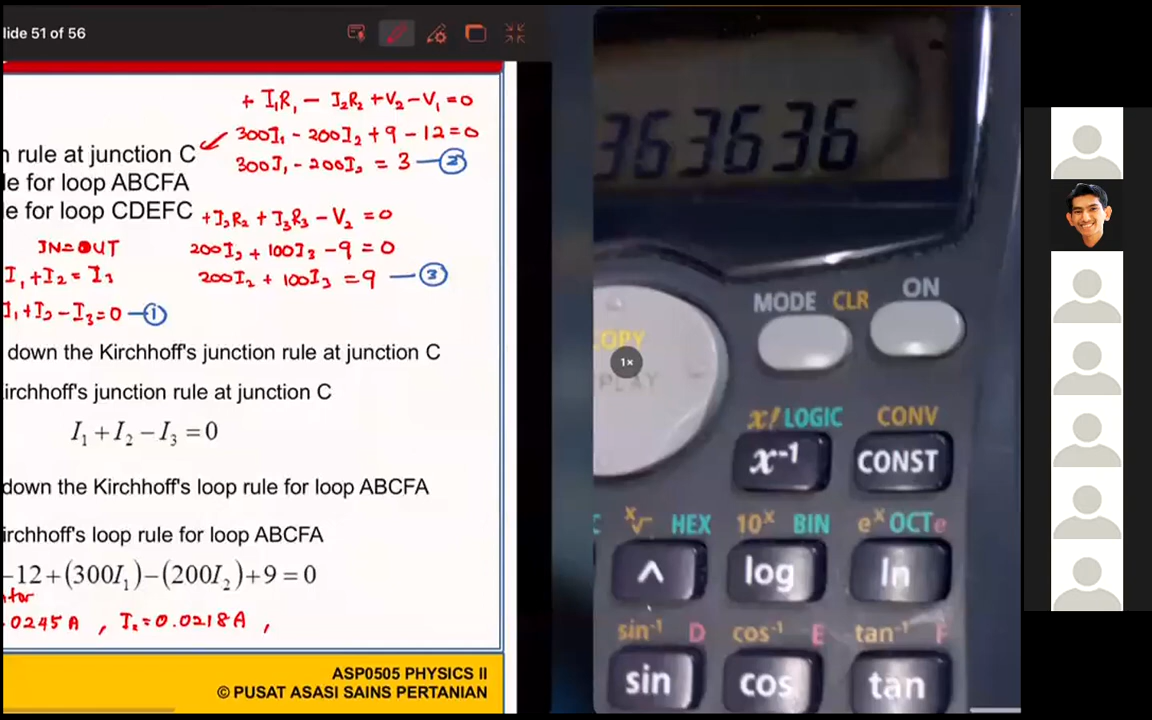 lide 51 of 56
+ I₁R₁ - I₂R₂ + V₂ - V₁ = 0
300I₁ - 200I₂ + 9 - 12 = 0
300I₁ - 200I₂ = 3 — ②
n rule at junction C
le for loop ABCFA
e for loop CDEFC
+I₂R₂ + I₃R₃ - V₂ = 0
IN = OUT
200I₂ + 100I₃ - 9 = 0
I₁ + I₂ = I₃
200I₂ + 100I₃ = 9 — ③
I₁ + I₂ - I₃ = 0 — ①
down the Kirchhoff's junction rule at junction C
irchhoff's junction rule at junction C
I₁ + I₂ - I₃ = 0
down the Kirchhoff's loop rule for loop ABCFA
irchhoff's loop rule for loop ABCFA
-12 + (300I₁) - (200I₂) + 9 = 0
ator
.0245 A , I₂ = 0.0218 A ,
ASP0505 PHYSICS II
© PUSAT ASASI SAINS PERTANIAN
363636
MODE CLR ON
COPY
1×
PLAY
x! LOGIC CONV
x⁻¹ CONST
C ˣ√ HEX 10ˣ BIN eˣ OCT e
^ log ln
sin⁻¹ D cos⁻¹ E tan⁻¹ F
sin cos tan